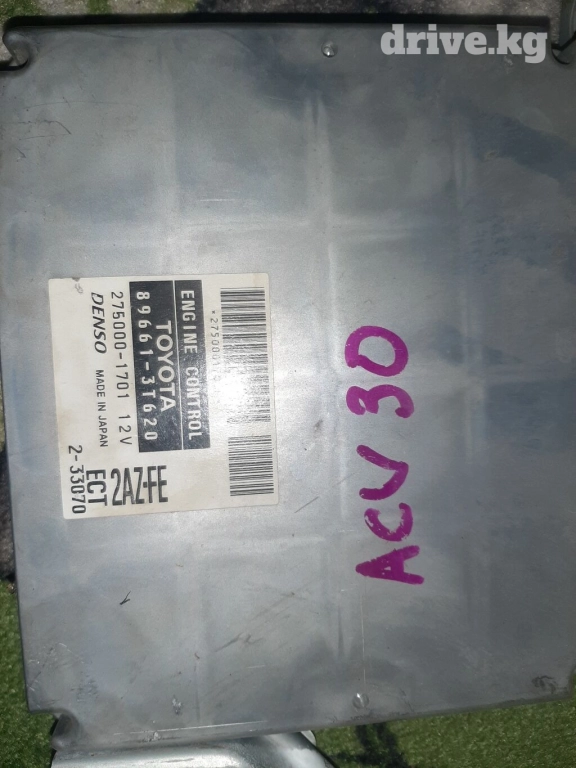 drive.kg
*2750001
ENGINE CONTROL
TOYOTA
89661-3T620
275000-1701 12V
DENSO MADE IN JAPAN
ECT 2AZ-FE
2-33070
ACV 30